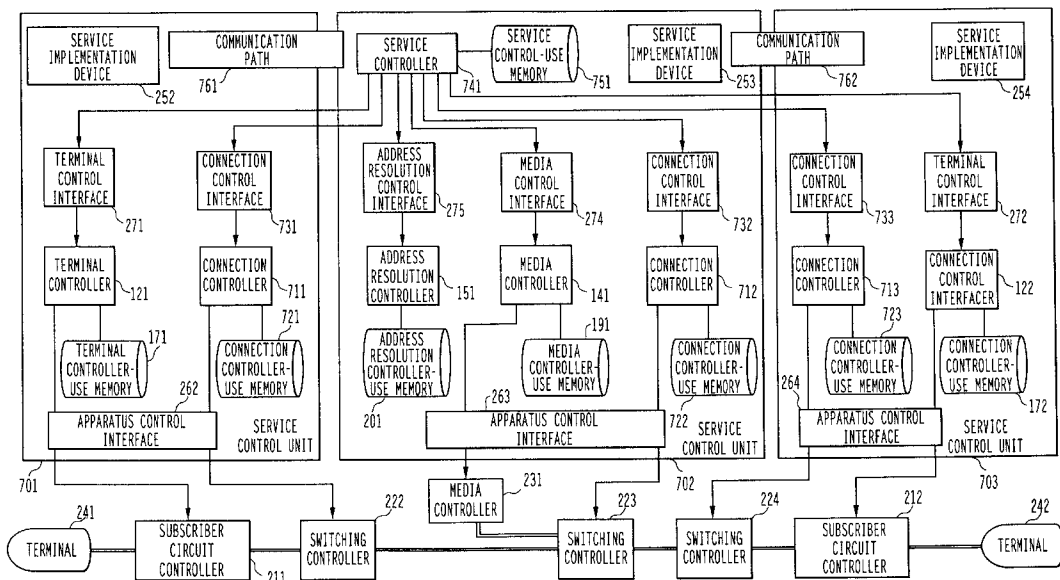 SERVICE
IMPLEMENTATION
DEVICE
252
COMMUNICATION
PATH
761
SERVICE
CONTROLLER
741
SERVICE
CONTROL-USE
MEMORY
751
SERVICE
IMPLEMENTATION
DEVICE
253
COMMUNICATION
PATH
762
SERVICE
IMPLEMENTATION
DEVICE
254
TERMINAL
CONTROL
INTERFACE
271
CONNECTION
CONTROL
INTERFACE
731
ADDRESS
RESOLUTION
CONTROL
INTERFACE
275
MEDIA
CONTROL
INTERFACE
274
CONNECTION
CONTROL
INTERFACE
732
CONNECTION
CONTROL
INTERFACE
733
TERMINAL
CONTROL
INTERFACE
272
TERMINAL
CONTROLLER
121
CONNECTION
CONTROLLER
711
ADDRESS
RESOLUTION
CONTROLLER
151
MEDIA
CONTROLLER
141
CONNECTION
CONTROLLER
712
CONNECTION
CONTROLLER
713
CONNECTION
CONTROL
INTERFACER
122
171
TERMINAL
CONTROLLER-
USE MEMORY
721
CONNECTION
CONTROLLER-
USE MEMORY
ADDRESS
RESOLUTION
CONTROLLER-
USE MEMORY
201
191
MEDIA
CONTROLLER-
USE MEMORY
CONNECTION
CONTROLLER-
USE MEMORY
722
723
CONNECTION
CONTROLLER-
USE MEMORY
CONNECTION
CONTROLLER-
USE MEMORY
172
262
APPARATUS CONTROL
INTERFACE
SERVICE
CONTROL UNIT
701
263
APPARATUS CONTROL
INTERFACE
SERVICE
CONTROL UNIT
702
264
APPARATUS CONTROL
INTERFACE
SERVICE
CONTROL UNIT
703
241
TERMINAL
SUBSCRIBER
CIRCUIT
CONTROLLER
211
222
SWITCHING
CONTROLLER
MEDIA
CONTROLLER
231
223
SWITCHING
CONTROLLER
224
SWITCHING
CONTROLLER
212
SUBSCRIBER
CIRCUIT
CONTROLLER
242
TERMINAL